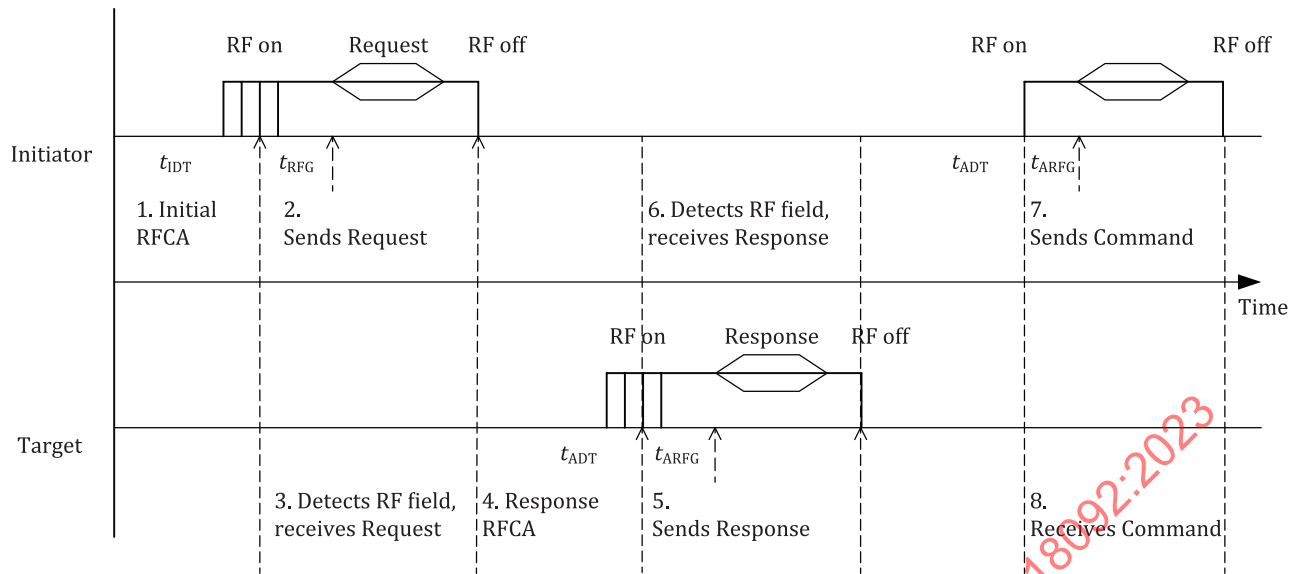 RF on
Request
RF off
RF on
RF off
Initiator
tIDT
tRFG
tADT
tARFG
1. Initial
RFCA
2.
Sends Request
6. Detects RF field,
receives Response
7.
Sends Command
Time
RF on
Response
RF off
Target
tADT
tARFG
3. Detects RF field,
receives Request
4. Response
RFCA
5.
Sends Response
8.
Receives Command
18092:2023